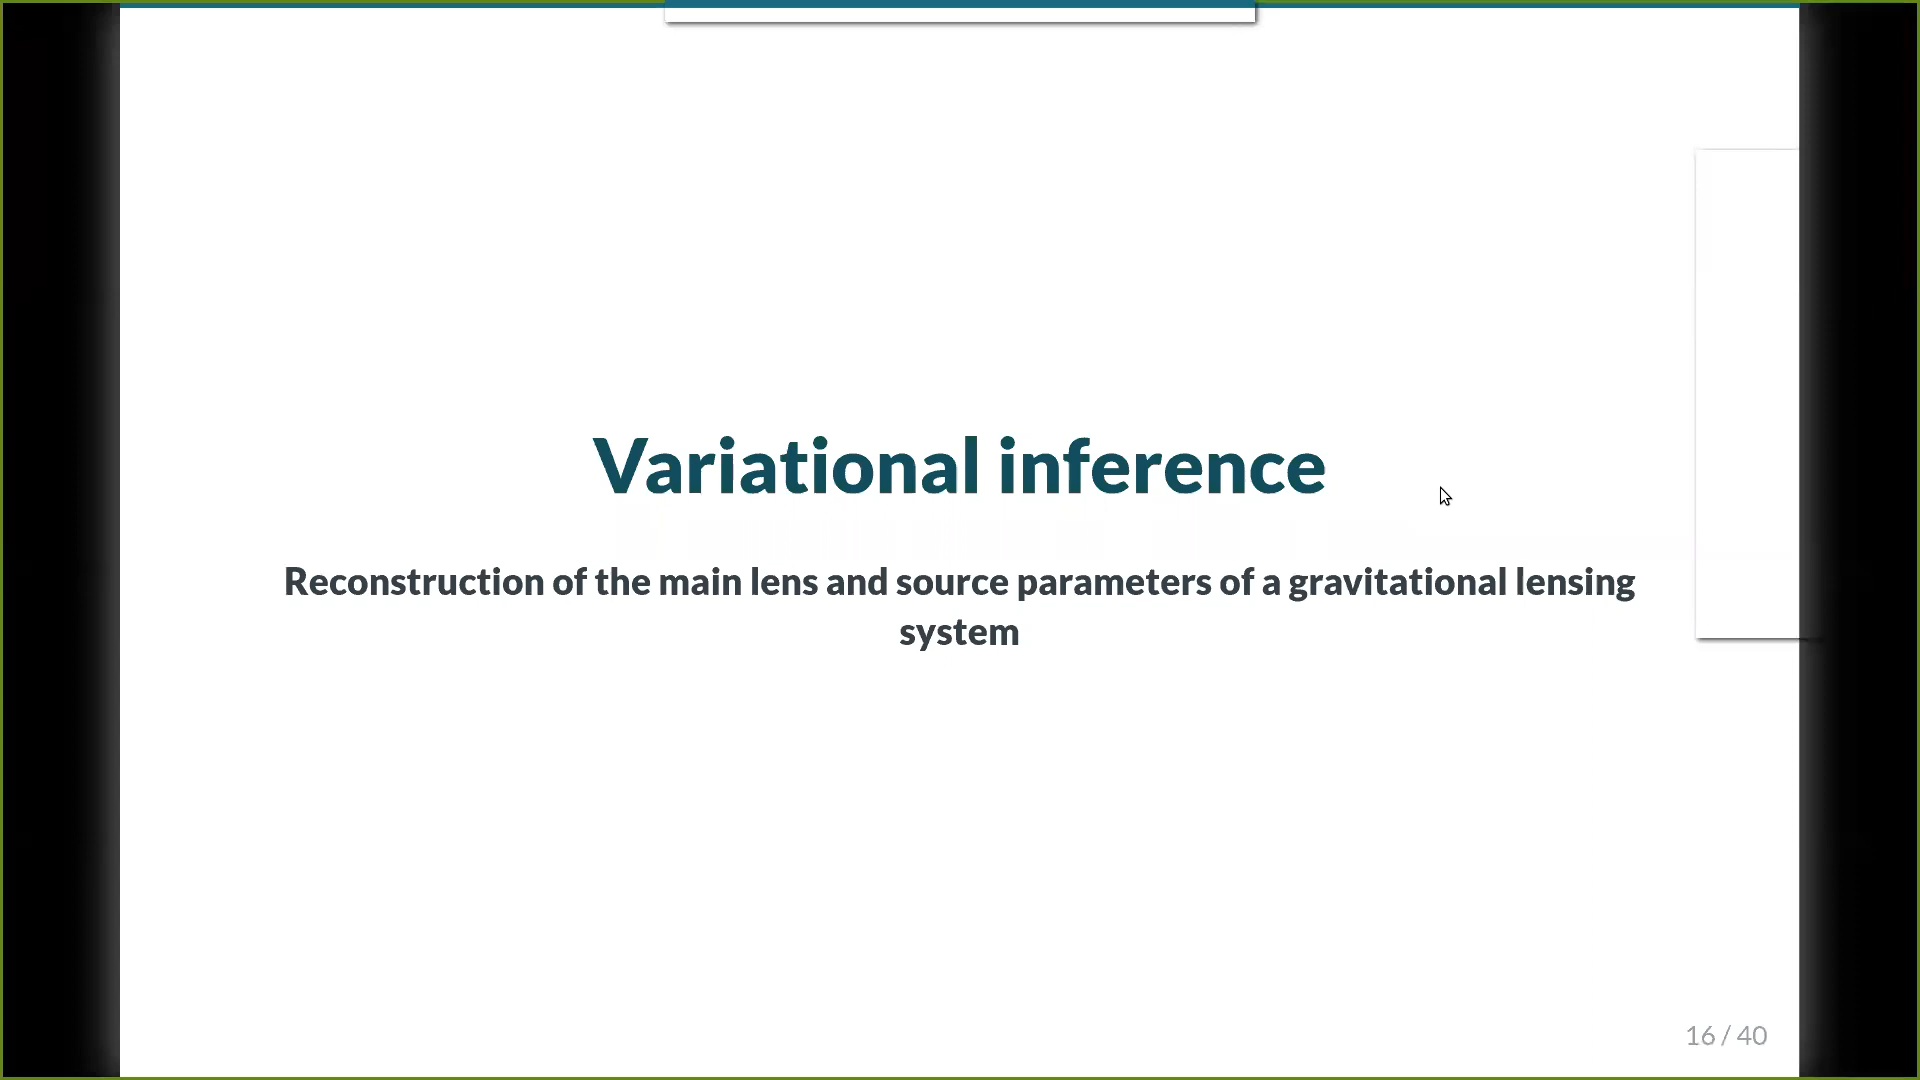 Variational inference
Reconstruction of the main lens and source parameters of a gravitational lensing
system
16 / 40